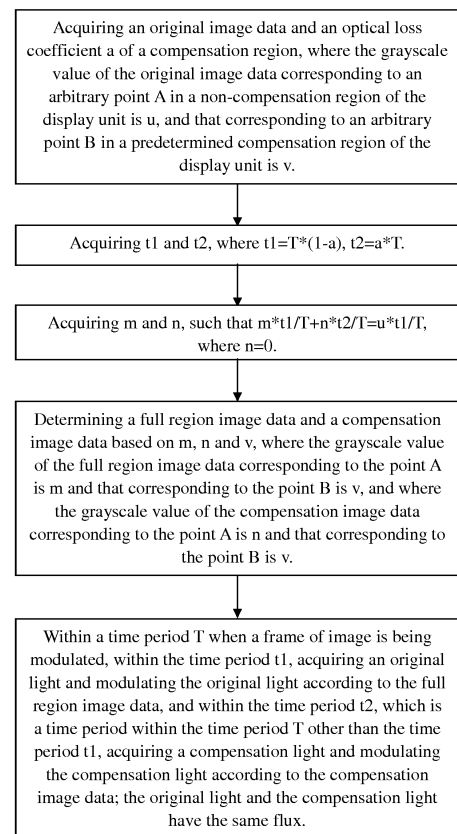 Acquiring an original image data and an optical loss
coefficient a of a compensation region, where the grayscale
value of the original image data corresponding to an
arbitrary point A in a non-compensation region of the
display unit is u, and that corresponding to an arbitrary
point B in a predetermined compensation region of the
display unit is v.
Acquiring t1 and t2, where t1=T*(1-a), t2=a*T.
Acquiring m and n, such that m*t1/T+n*t2/T=u*t1/T,
where n=0.
Determining a full region image data and a compensation
image data based on m, n and v, where the grayscale value
of the full region image data corresponding to the point A
is m and that corresponding to the point B is v, and where
the grayscale value of the compensation image data
corresponding to the point A is n and that corresponding to
the point B is v.
Within a time period T when a frame of image is being
modulated, within the time period t1, acquiring an original
light and modulating the original light according to the full
region image data, and within the time period t2, which is
a time period within the time period T other than the time
period t1, acquiring a compensation light and modulating
the compensation light according to the compensation
image data; the original light and the compensation light
have the same flux.